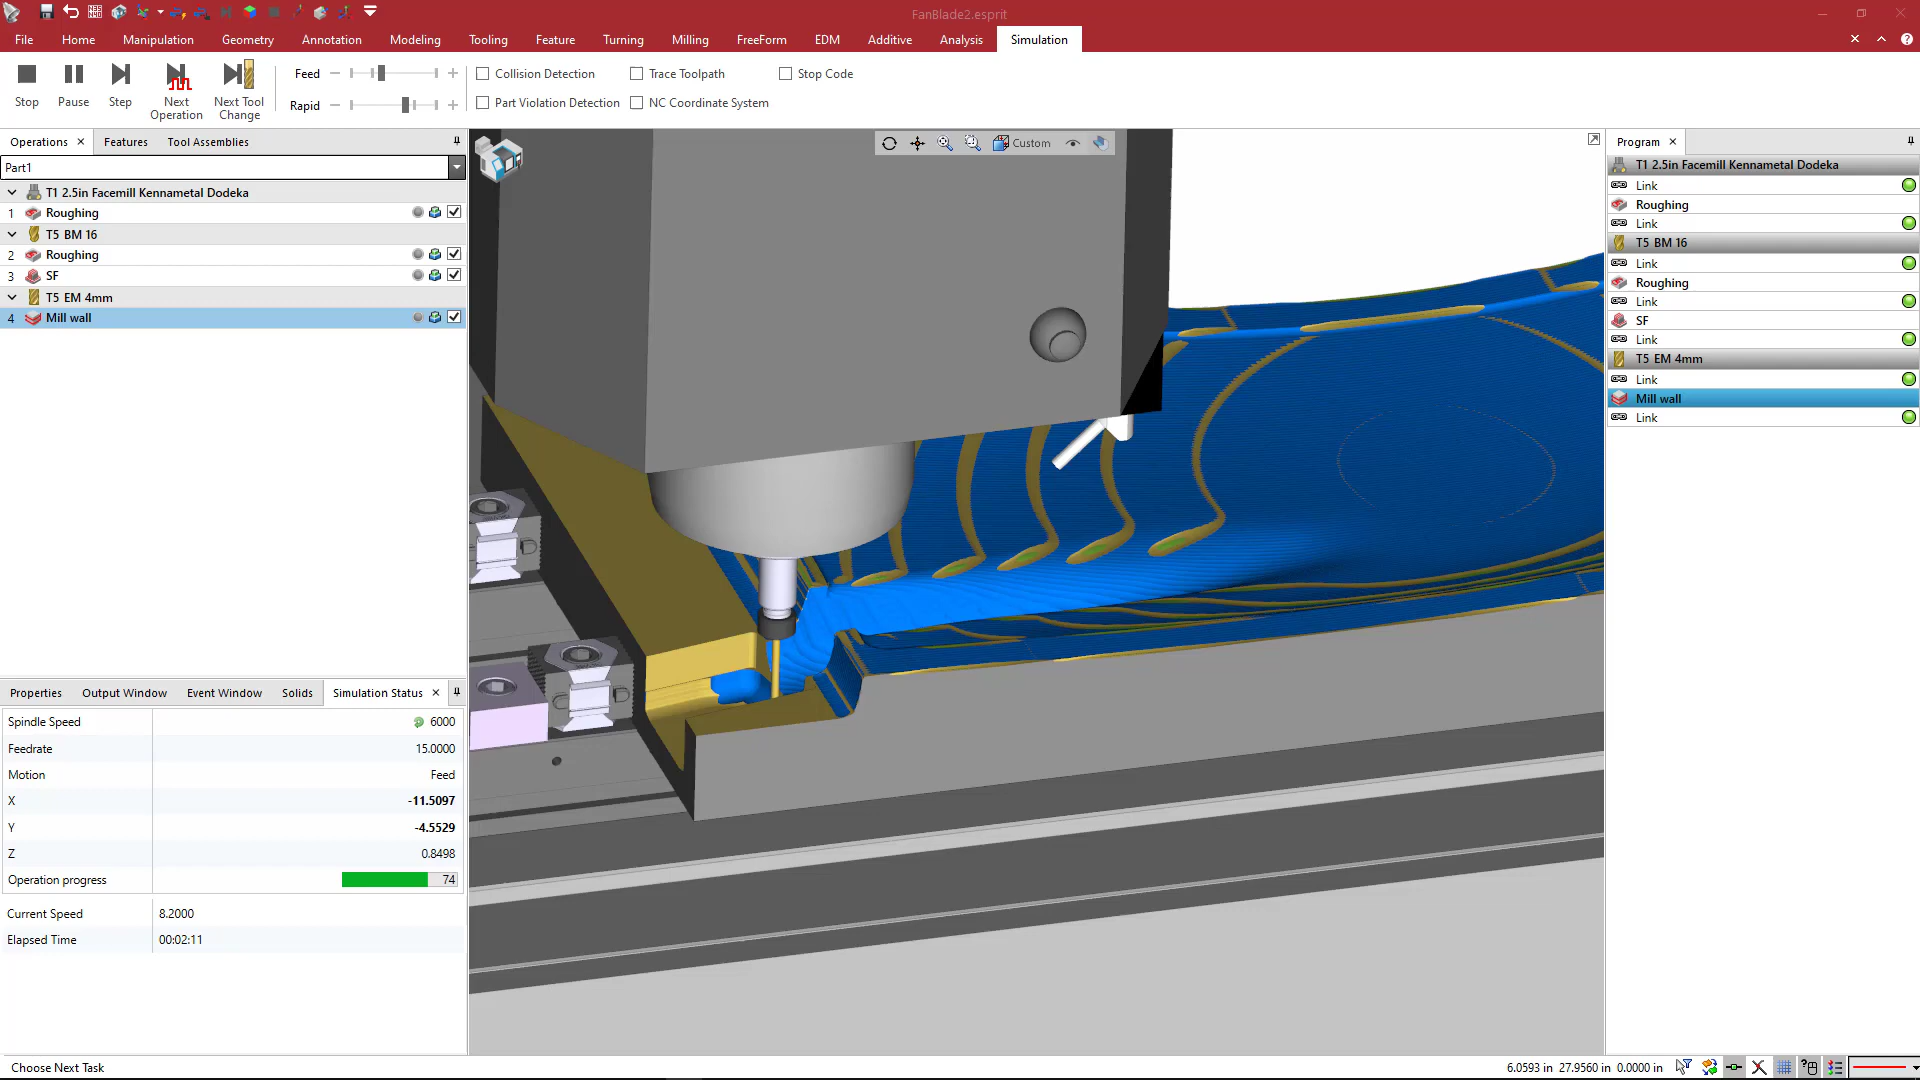 FanBlade2.esprit
File Home Manipulation Geometry Annotation Modeling Tooling Feature Turning Milling FreeForm EDM Additive Analysis Simulation
Stop
Pause
Step
Next Operation
Next Tool Change
Feed
Rapid
Collision Detection
Trace Toolpath
Stop Code
Part Violation Detection
NC Coordinate System
Operations Features Tool Assemblies
Part1
T1 2.5in Facemill Kennametal Dodeka
1 Roughing
T5 BM 16
2 Roughing
3 SF
T5 EM 4mm
4 Mill wall
Custom
Program
T1 2.5in Facemill Kennametal Dodeka
Link
Roughing
Link
T5 BM 16
Link
Roughing
Link
SF
Link
T5 EM 4mm
Link
Mill wall
Link
Properties Output Window Event Window Solids Simulation Status
Spindle Speed 6000
Feedrate 15.0000
Motion Feed
X -11.5097
Y -4.5529
Z 0.8498
Operation progress 74
Current Speed 8.2000
Elapsed Time 00:02:11
Choose Next Task
6.0593 in 27.9560 in 0.0000 in